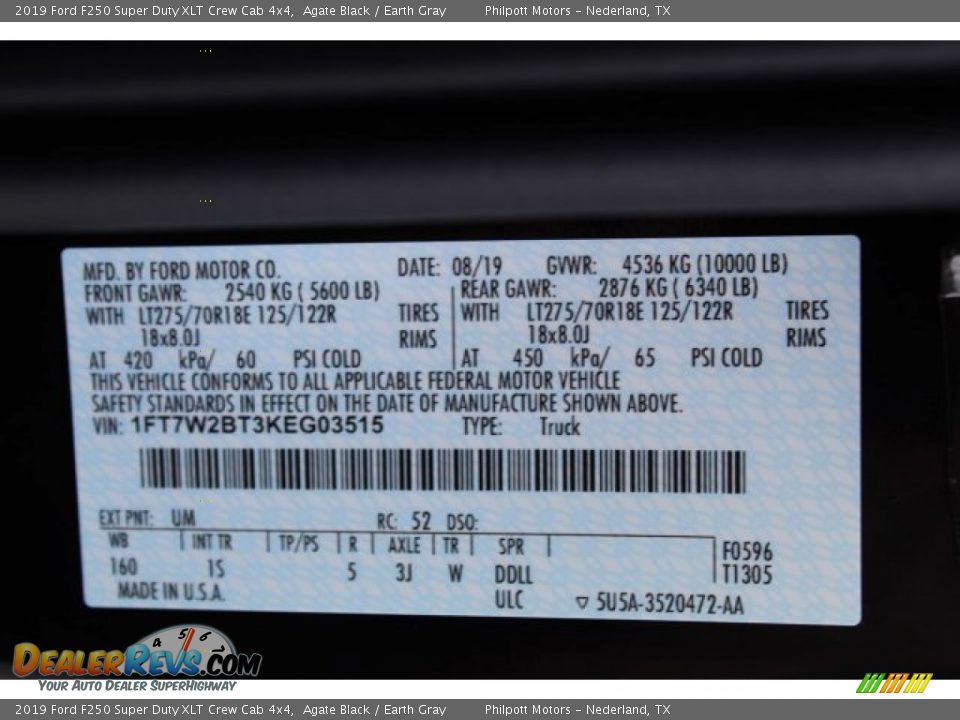 2019 Ford F250 Super Duty XLT Crew Cab 4x4, Agate Black / Earth Gray Philpott Motors - Nederland, TX
MFD. BY FORD MOTOR CO. DATE: 08/19 GVWR: 4536 KG (10000 LB)
FRONT GAWR: 2540 KG ( 5600 LB) REAR GAWR: 2876 KG ( 6340 LB)
WITH LT275/70R18E 125/122R TIRES WITH LT275/70R18E 125/122R TIRES
18x8.0J RIMS 18x8.0J RIMS
AT 420 kPa/ 60 PSI COLD AT 450 kPa/ 65 PSI COLD
THIS VEHICLE CONFORMS TO ALL APPLICABLE FEDERAL MOTOR VEHICLE
SAFETY STANDARDS IN EFFECT ON THE DATE OF MANUFACTURE SHOWN ABOVE.
VIN: 1FT7W2BT3KEG03515 TYPE: Truck
EXT PNT: UM RC: 52 DSO:
WB INT TR TP/PS R AXLE TR SPR F0596
160 1S 5 3J W DDLL T1305
MADE IN U.S.A. ULC ▽ 5U5A-3520472-AA
4 5 6
DEALERREVS.COM
YOUR AUTO DEALER SUPERHIGHWAY
2019 Ford F250 Super Duty XLT Crew Cab 4x4, Agate Black / Earth Gray Philpott Motors - Nederland, TX